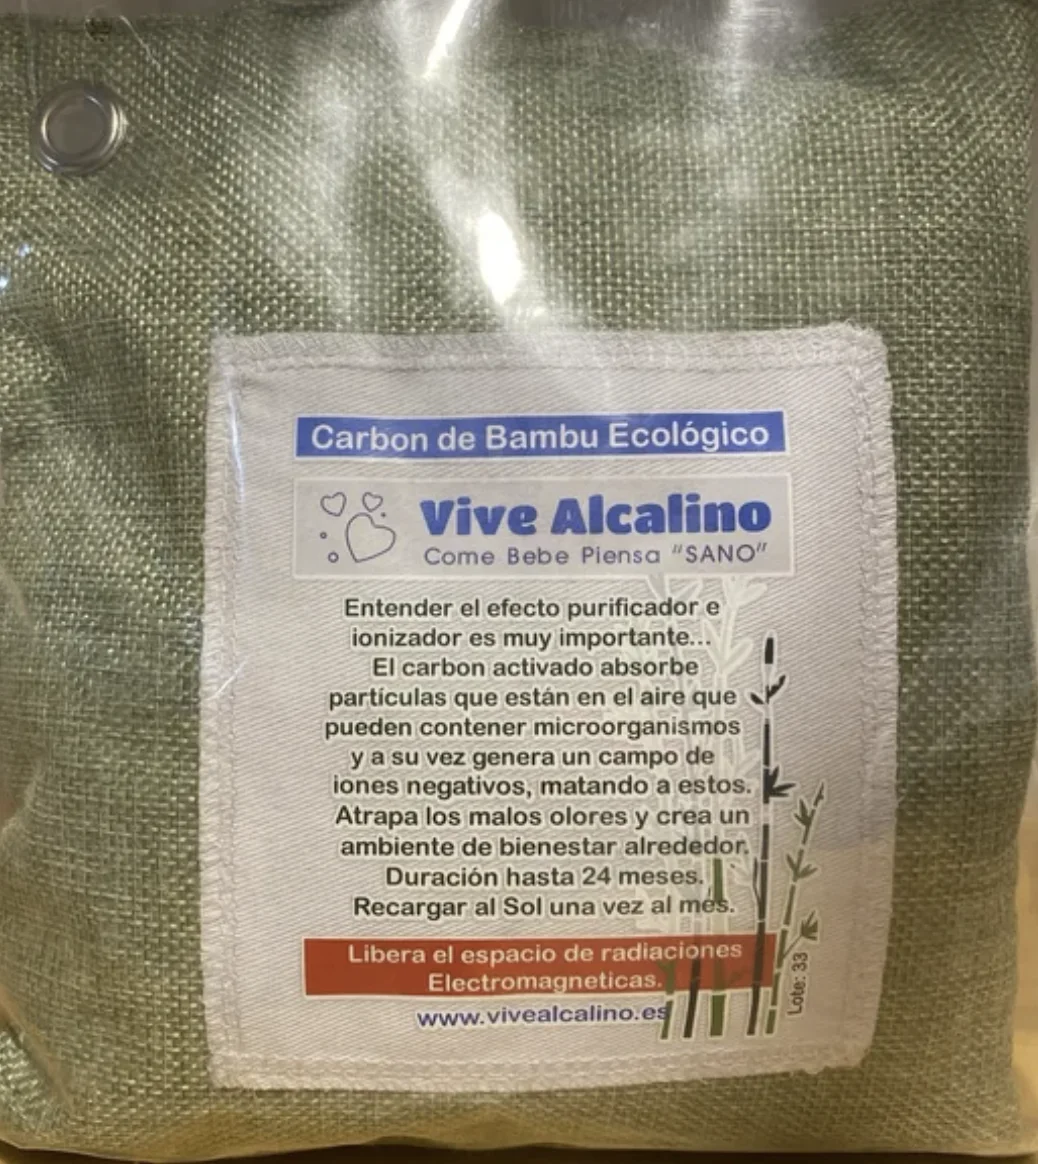 Carbon de Bambu Ecológico
Vive Alcalino
Come Bebe Piensa "SANO"
Entender el efecto purificador e
ionizador es muy importante...
El carbon activado absorbe
partículas que están en el aire que
pueden contener microorganismos
y a su vez genera un campo de
iones negativos, matando a estos.
Atrapa los malos olores y crea un
ambiente de bienestar alrededor.
Duración hasta 24 meses.
Recargar al Sol una vez al mes.
Libera el espacio de radiaciones
Electromagneticas.
www.vivealcalino.es
Lote: 33